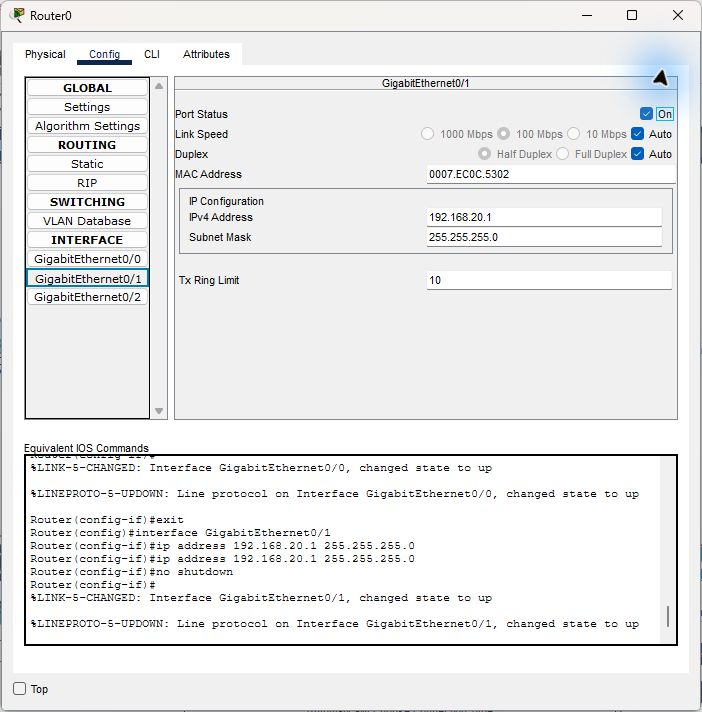 Router0
Physical Config CLI Attributes
GLOBAL
Settings
Algorithm Settings
ROUTING
Static
RIP
SWITCHING
VLAN Database
INTERFACE
GigabitEthernet0/0
GigabitEthernet0/1
GigabitEthernet0/2
GigabitEthernet0/1
Port Status On
Link Speed 1000 Mbps 100 Mbps 10 Mbps Auto
Duplex Half Duplex Full Duplex Auto
MAC Address 0007.EC0C.5302
IP Configuration
IPv4 Address 192.168.20.1
Subnet Mask 255.255.255.0
Tx Ring Limit 10
Equivalent IOS Commands
Router(config-if)#
%LINK-5-CHANGED: Interface GigabitEthernet0/0, changed state to up
%LINEPROTO-5-UPDOWN: Line protocol on Interface GigabitEthernet0/0, changed state to up
Router(config-if)#exit
Router(config)#interface GigabitEthernet0/1
Router(config-if)#ip address 192.168.20.1 255.255.255.0
Router(config-if)#ip address 192.168.20.1 255.255.255.0
Router(config-if)#no shutdown
Router(config-if)#
%LINK-5-CHANGED: Interface GigabitEthernet0/1, changed state to up
%LINEPROTO-5-UPDOWN: Line protocol on Interface GigabitEthernet0/1, changed state to up
Top